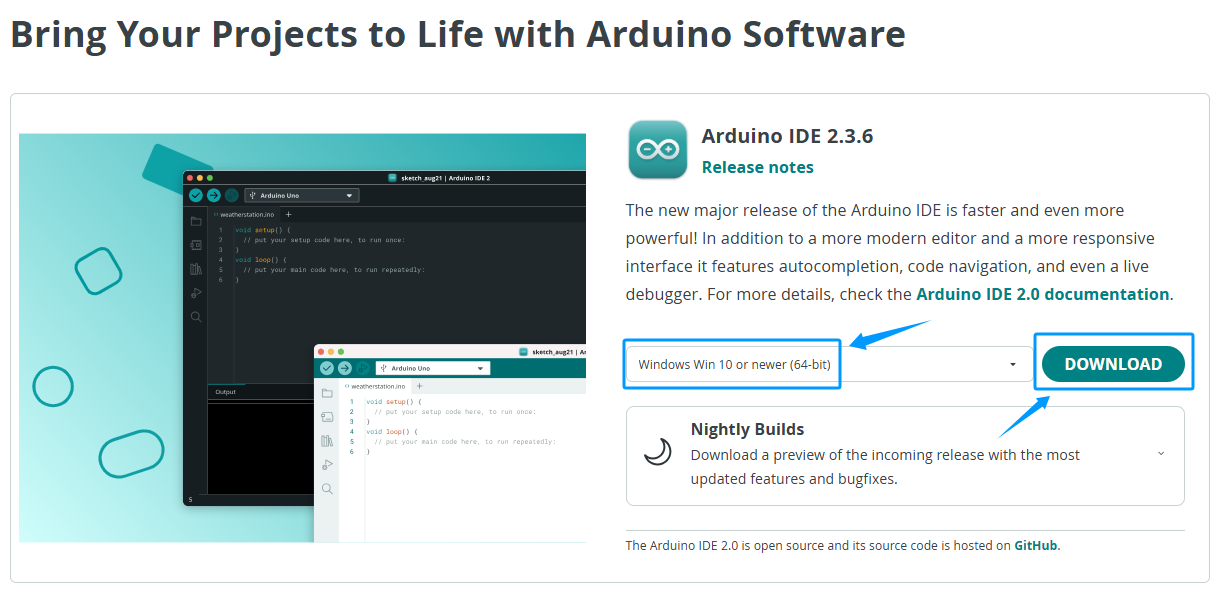 Bring Your Projects to Life with Arduino Software
sketch_aug21 | Arduino IDE 2
Arduino Uno
weatherstation.ino +
1 void setup() {
2 // put your setup code here, to run once:
3 }
4 void loop() {
5 // put your main code here, to run repeatedly:
6 }
Output
5
sketch_aug21 | Ar
Arduino Uno
weatherstation.ino +
1 void setup() {
2 // put your setup code here, to run once:
3 }
4 void loop() {
5 // put your main code here, to run repeatedly:
6 }
Arduino IDE 2.3.6
Release notes
The new major release of the Arduino IDE is faster and even more
powerful! In addition to a more modern editor and a more responsive
interface it features autocompletion, code navigation, and even a live
debugger. For more details, check the Arduino IDE 2.0 documentation.
Windows Win 10 or newer (64-bit)
DOWNLOAD
Nightly Builds
Download a preview of the incoming release with the most
updated features and bugfixes.
The Arduino IDE 2.0 is open source and its source code is hosted on GitHub.